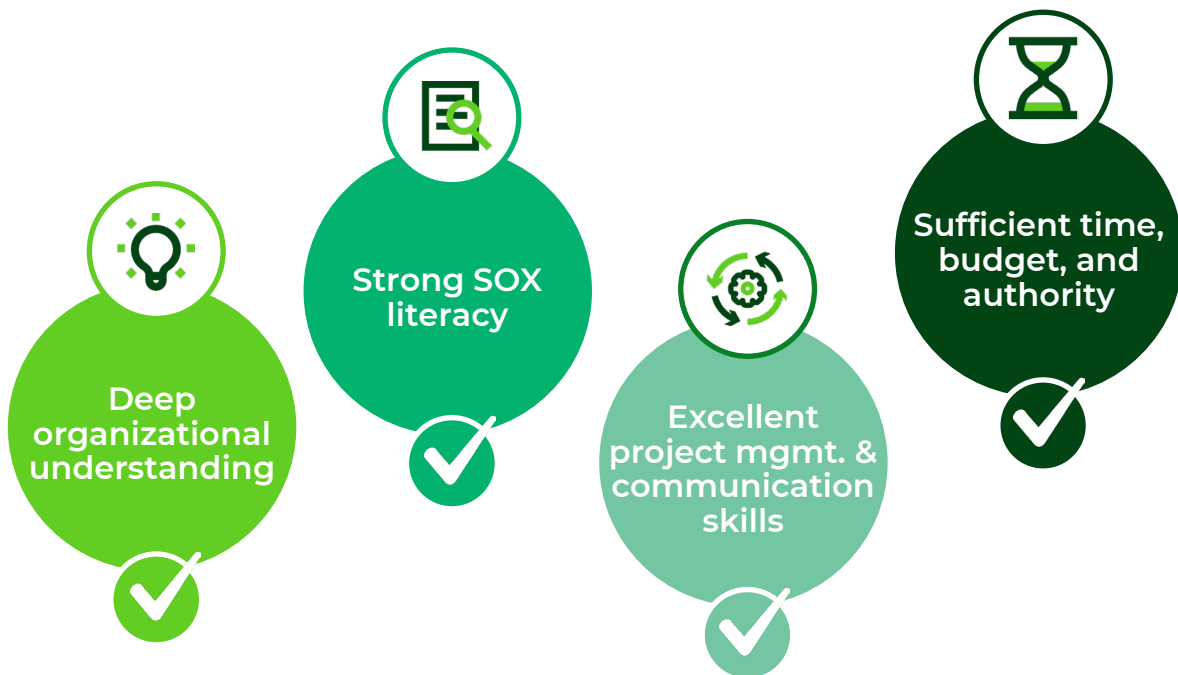 Deep
organizational
understanding
Strong SOX
literacy
Excellent
project mgmt. &
communication
skills
Sufficient time,
budget, and
authority